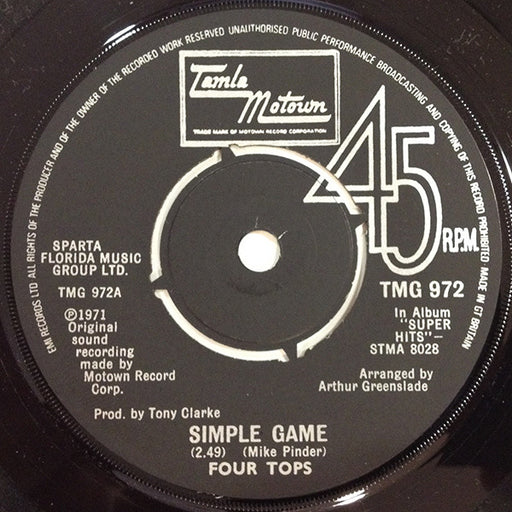 EMI RECORDS LTD ALL RIGHTS OF THE PRODUCER AND OF THE OWNER OF THE RECORDED WORK RESERVED UNAUTHORISED PUBLIC PERFORMANCE BROADCASTING AND COPYING OF THIS RECORD PROHIBITED · MADE IN GT BRITAIN
Tamla
Motown
TRADE MARK OF MOTOWN RECORD CORPORATION
45
R.P.M.
SPARTA
FLORIDA MUSIC
GROUP LTD.
TMG 972A
℗1971
Original
sound
recording
made by
Motown Record
Corp.
TMG 972
In Album
"SUPER
HITS"–
STMA 8028
Arranged by
Arthur Greenslade
Prod. by Tony Clarke
SIMPLE GAME
(2.49) (Mike Pinder)
FOUR TOPS